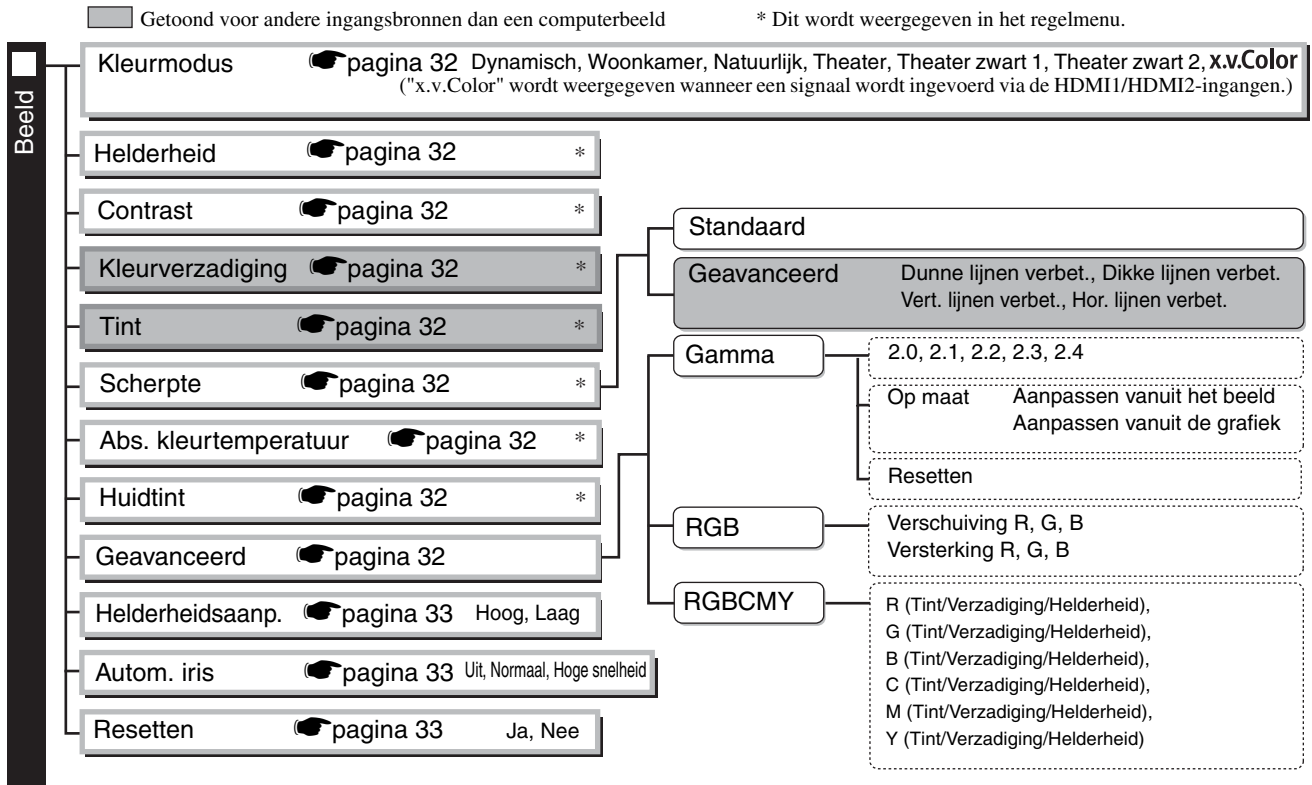 Getoond voor andere ingangsbronnen dan een computerbeeld * Dit wordt weergegeven in het regelmenu.
Beeld
Kleurmodus pagina 32 Dynamisch, Woonkamer, Natuurlijk, Theater, Theater zwart 1, Theater zwart 2, x.v.Color
("x.v.Color" wordt weergegeven wanneer een signaal wordt ingevoerd via de HDMI1/HDMI2-ingangen.)
Helderheid pagina 32 *
Contrast pagina 32 *
Kleurverzadiging pagina 32 *
Tint pagina 32 *
Scherpte pagina 32 *
Abs. kleurtemperatuur pagina 32 *
Huidtint pagina 32 *
Geavanceerd pagina 32
Helderheidsaanp. pagina 33 Hoog, Laag
Autom. iris pagina 33 Uit, Normaal, Hoge snelheid
Resetten pagina 33 Ja, Nee
Standaard
Geavanceerd Dunne lijnen verbet., Dikke lijnen verbet.
Vert. lijnen verbet., Hor. lijnen verbet.
Gamma
2.0, 2.1, 2.2, 2.3, 2.4
Op maat Aanpassen vanuit het beeld
Aanpassen vanuit de grafiek
Resetten
RGB
Verschuiving R, G, B
Versterking R, G, B
RGBCMY
R (Tint/Verzadiging/Helderheid),
G (Tint/Verzadiging/Helderheid),
B (Tint/Verzadiging/Helderheid),
C (Tint/Verzadiging/Helderheid),
M (Tint/Verzadiging/Helderheid),
Y (Tint/Verzadiging/Helderheid)